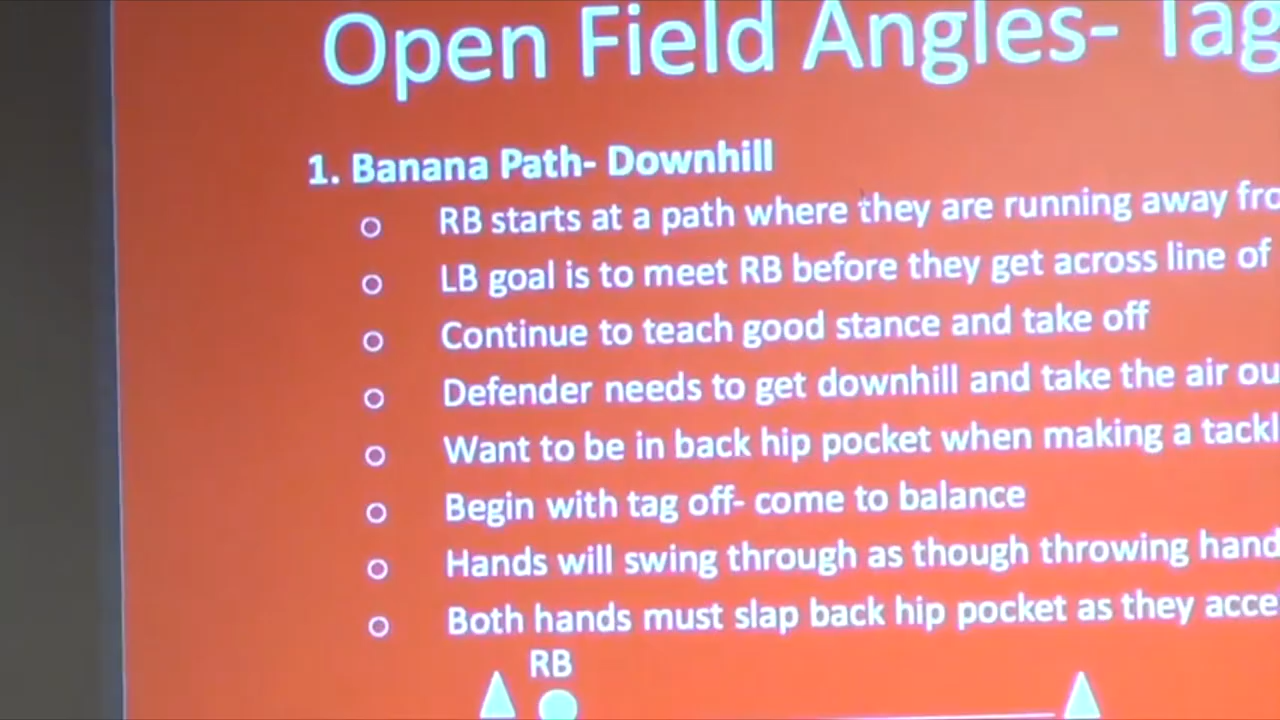 Open Field Angles- Tag
1. Banana Path- Downhill
RB starts at a path where they are running away fro
LB goal is to meet RB before they get across line of
Continue to teach good stance and take off
Defender needs to get downhill and take the air ou
Want to be in back hip pocket when making a tackl
Begin with tag off- come to balance
Hands will swing through as though throwing hand
Both hands must slap back hip pocket as they acce
RB